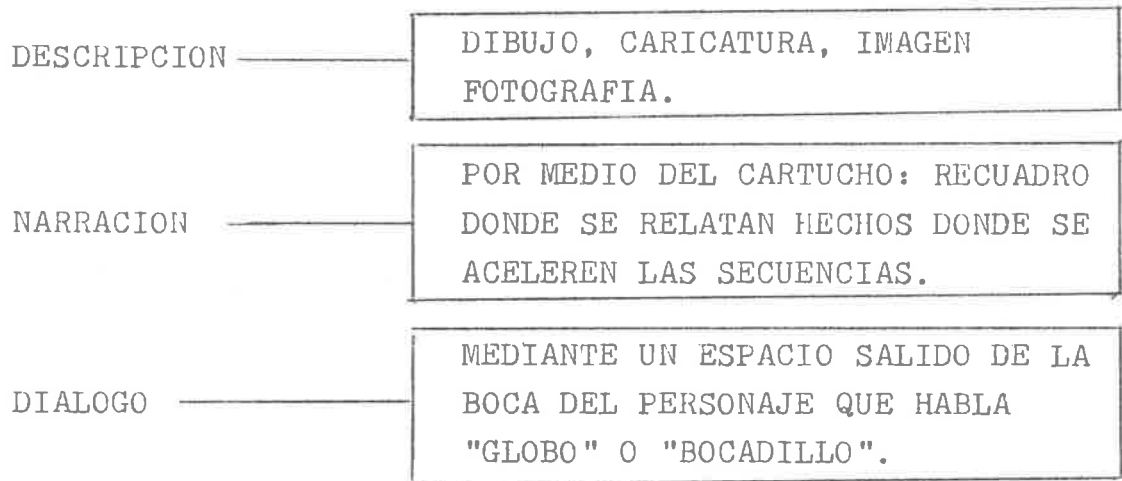 DESCRIPCION
DIBUJO, CARICATURA, IMAGEN
FOTOGRAFIA.
NARRACION
POR MEDIO DEL CARTUCHO: RECUADRO
DONDE SE RELATAN HECHOS DONDE SE
ACELEREN LAS SECUENCIAS.
DIALOGO
MEDIANTE UN ESPACIO SALIDO DE LA
BOCA DEL PERSONAJE QUE HABLA
"GLOBO" O "BOCADILLO".